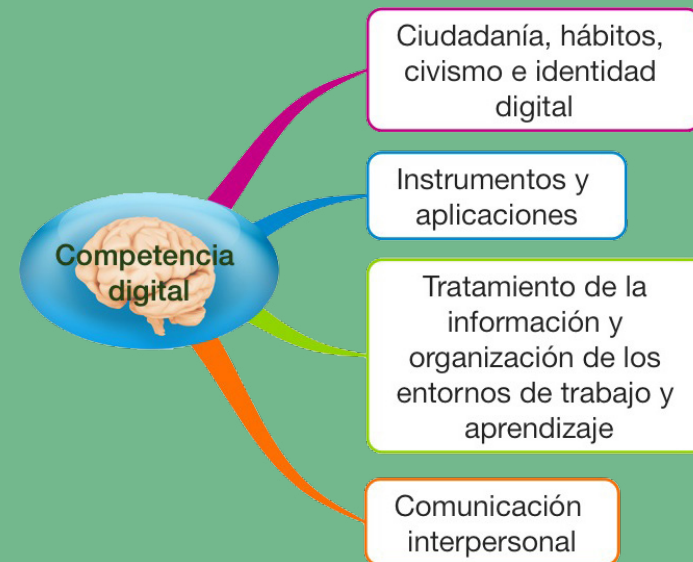 Competencia
digital
Ciudadanía, hábitos,
civismo e identidad
digital
Instrumentos y
aplicaciones
Tratamiento de la
información y
organización de los
entornos de trabajo y
aprendizaje
Comunicación
interpersonal